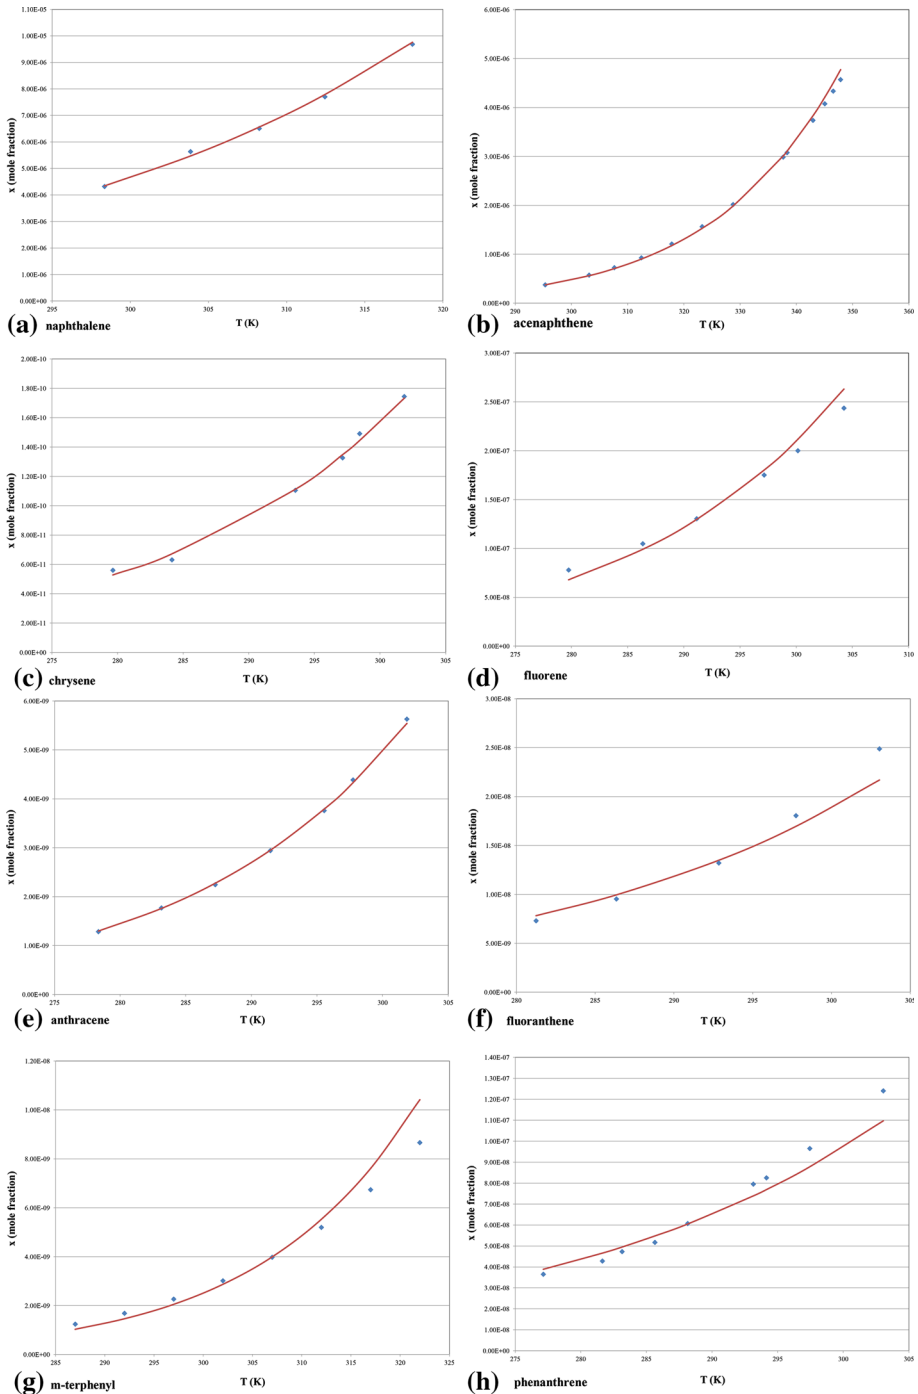 1.10E-05
1.00E-05
9.00E-06
8.00E-06
7.00E-06
6.00E-06
5.00E-06
4.00E-06
3.00E-06
2.00E-06
1.00E-06
0.00E+00
x (mole fraction)
295 300 305 310 315 320
T (K)
(a) naphthalene
6.00E-06
5.00E-06
4.00E-06
3.00E-06
2.00E-06
1.00E-06
0.00E+00
x (mole fraction)
290 300 310 320 330 340 350 360
T (K)
(b) acenaphthene
2.00E-10
1.80E-10
1.60E-10
1.40E-10
1.20E-10
1.00E-10
8.00E-11
6.00E-11
4.00E-11
2.00E-11
0.00E+00
x (mole fraction)
275 280 285 290 295 300 305
T (K)
(c) chrysene
3.00E-07
2.50E-07
2.00E-07
1.50E-07
1.00E-07
5.00E-08
0.00E+00
x (mole fraction)
275 280 285 290 295 300 305 310
T (K)
(d) fluorene
6.00E-09
5.00E-09
4.00E-09
3.00E-09
2.00E-09
1.00E-09
0.00E+00
x (mole fraction)
275 280 285 290 295 300 305
T (K)
(e) anthracene
3.00E-08
2.50E-08
2.00E-08
1.50E-08
1.00E-08
5.00E-09
0.00E+00
x (mole fraction)
280 285 290 295 300 305
T (K)
(f) fluoranthene
1.20E-08
1.00E-08
8.00E-09
6.00E-09
4.00E-09
2.00E-09
0.00E+00
x (mole fraction)
285 290 295 300 305 310 315 320 325
T (K)
(g) m-terphenyl
1.40E-07
1.30E-07
1.20E-07
1.10E-07
1.00E-07
9.00E-08
8.00E-08
7.00E-08
6.00E-08
5.00E-08
4.00E-08
3.00E-08
2.00E-08
1.00E-08
0.00E+00
x (mole fraction)
275 280 285 290 295 300 305
T (K)
(h) phenanthrene